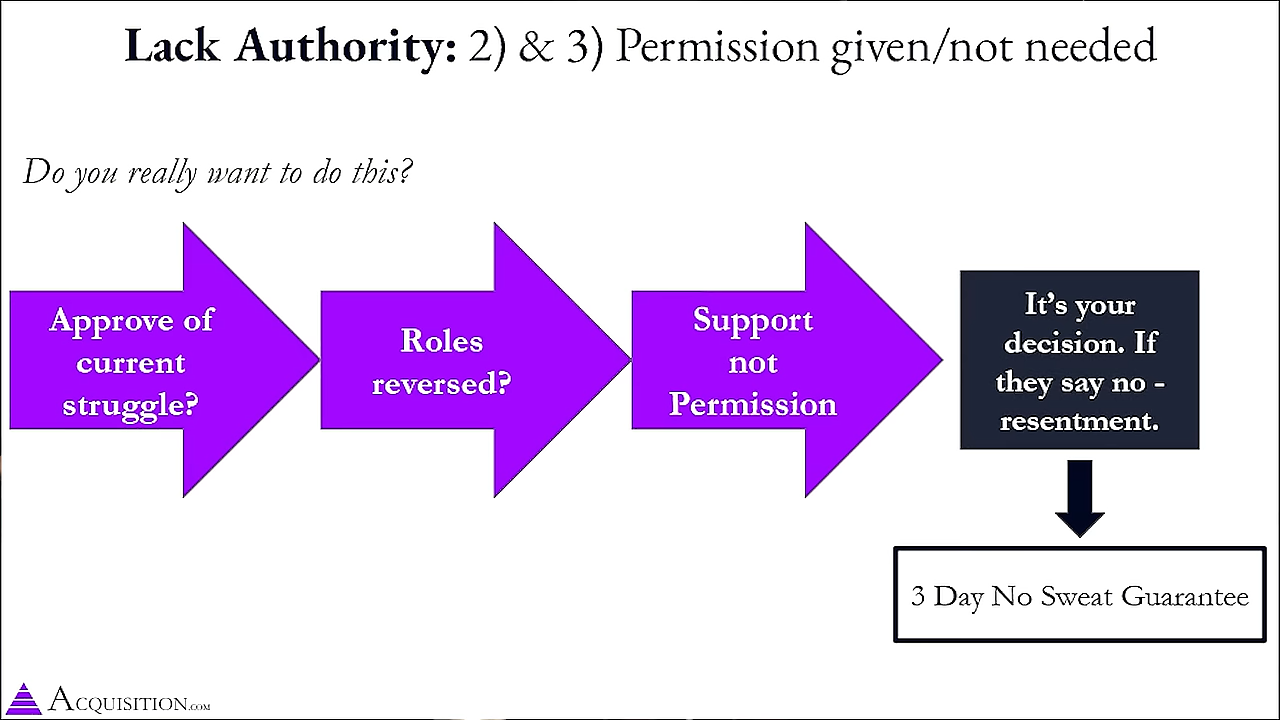 Lack Authority: 2) & 3) Permission given/not needed
Do you really want to do this?
Approve of
current
struggle?
Roles
reversed?
Support
not
Permission
It’s your
decision. If
they say no -
resentment.
3 Day No Sweat Guarantee
ACQUISITION.COM